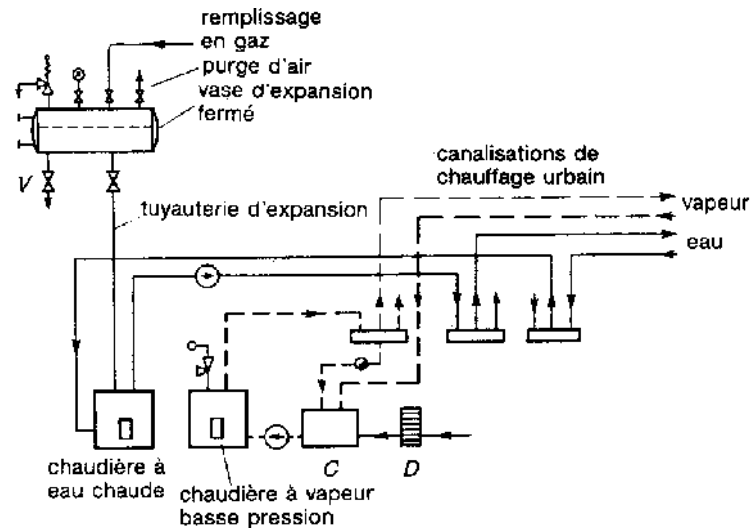 remplissage
en gaz
purge d'air
vase d'expansion
fermé
V
tuyauterie d'expansion
canalisations de
chauffage urbain
vapeur
eau
chaudière à
eau chaude
chaudière à vapeur
basse pression
C
D